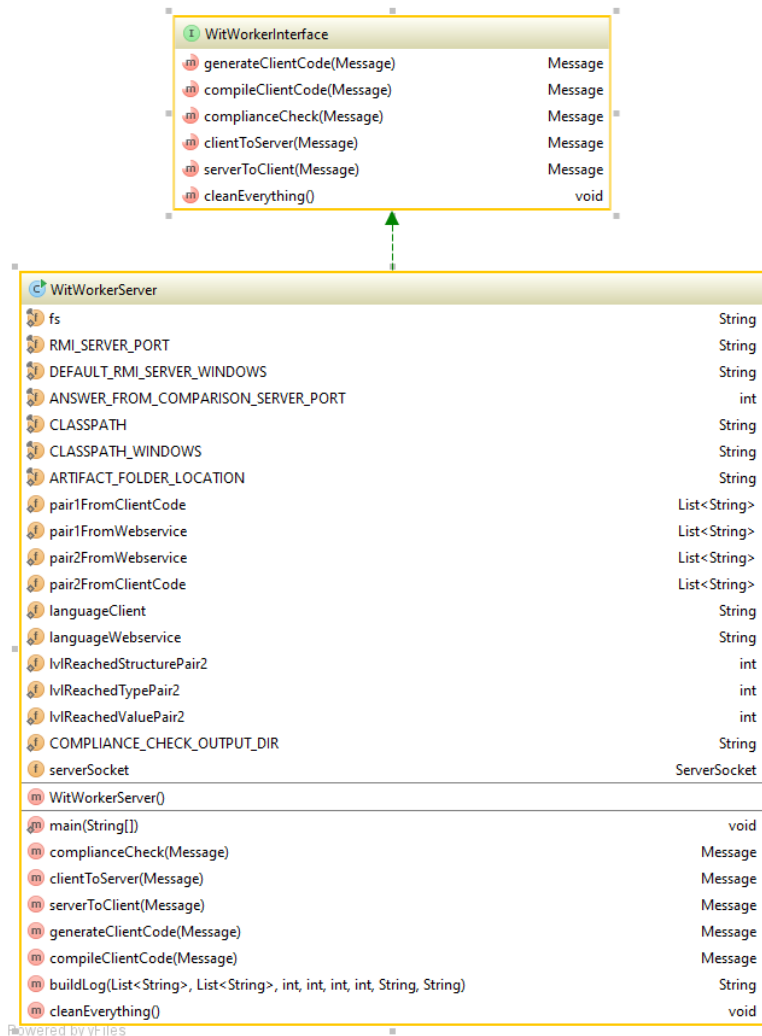 WitWorkerInterface
generateClientCode(Message) Message
compileClientCode(Message) Message
complianceCheck(Message) Message
clientToServer(Message) Message
serverToClient(Message) Message
cleanEverything() void
WitWorkerServer
fs String
RMI_SERVER_PORT String
DEFAULT_RMI_SERVER_WINDOWS String
ANSWER_FROM_COMPARISON_SERVER_PORT int
CLASSPATH String
CLASSPATH_WINDOWS String
ARTIFACT_FOLDER_LOCATION String
pair1FromClientCode List<String>
pair1FromWebservice List<String>
pair2FromWebservice List<String>
pair2FromClientCode List<String>
languageClient String
languageWebservice String
lvlReachedStructurePair2 int
lvlReachedTypePair2 int
lvlReachedValuePair2 int
COMPLIANCE_CHECK_OUTPUT_DIR String
serverSocket ServerSocket
WitWorkerServer()
main(String[]) void
complianceCheck(Message) Message
clientToServer(Message) Message
serverToClient(Message) Message
generateClientCode(Message) Message
compileClientCode(Message) Message
buildLog(List<String>, List<String>, int, int, int, int, String, String) String
cleanEverything() void
Powered by yFiles